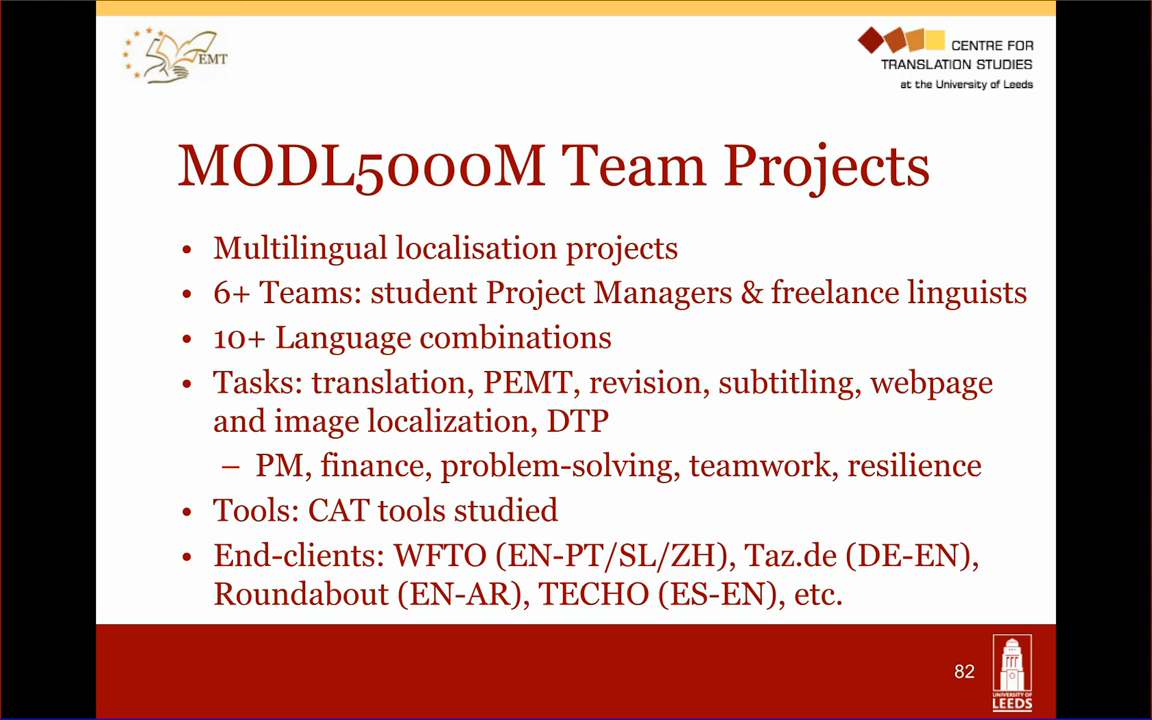 EMT
CENTRE FOR
TRANSLATION STUDIES
at the University of Leeds
MODL5000M Team Projects
• Multilingual localisation projects
• 6+ Teams: student Project Managers & freelance linguists
• 10+ Language combinations
• Tasks: translation, PEMT, revision, subtitling, webpage
and image localization, DTP
– PM, finance, problem-solving, teamwork, resilience
• Tools: CAT tools studied
• End-clients: WFTO (EN-PT/SL/ZH), Taz.de (DE-EN),
Roundabout (EN-AR), TECHO (ES-EN), etc.
82
UNIVERSITY OF
LEEDS